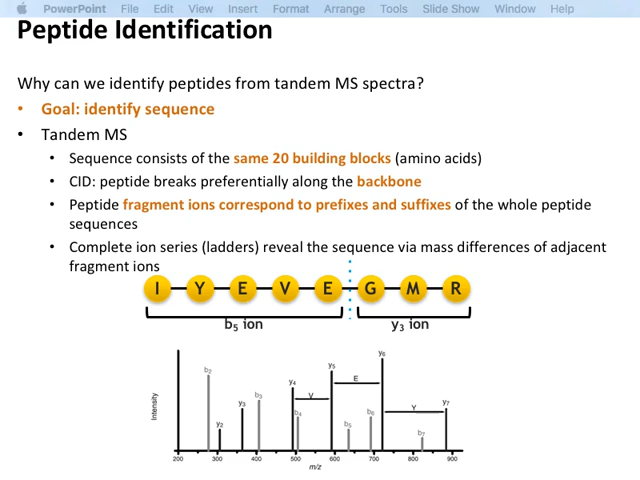 PowerPoint File Edit View Insert Format Arrange Tools Slide Show Window Help
Peptide Identification
Why can we identify peptides from tandem MS spectra?
• Goal: identify sequence
• Tandem MS
• Sequence consists of the same 20 building blocks (amino acids)
• CID: peptide breaks preferentially along the backbone
• Peptide fragment ions correspond to prefixes and suffixes of the whole peptide
sequences
• Complete ion series (ladders) reveal the sequence via mass differences of adjacent
fragment ions
I Y E V E G M R
b5 ion y3 ion
y6
b2 y5
E
y4
V
b3 y3 Y y7
b4 b6
y2 b5
b7
Intensity
200 300 400 500 600 700 800 900
m/z